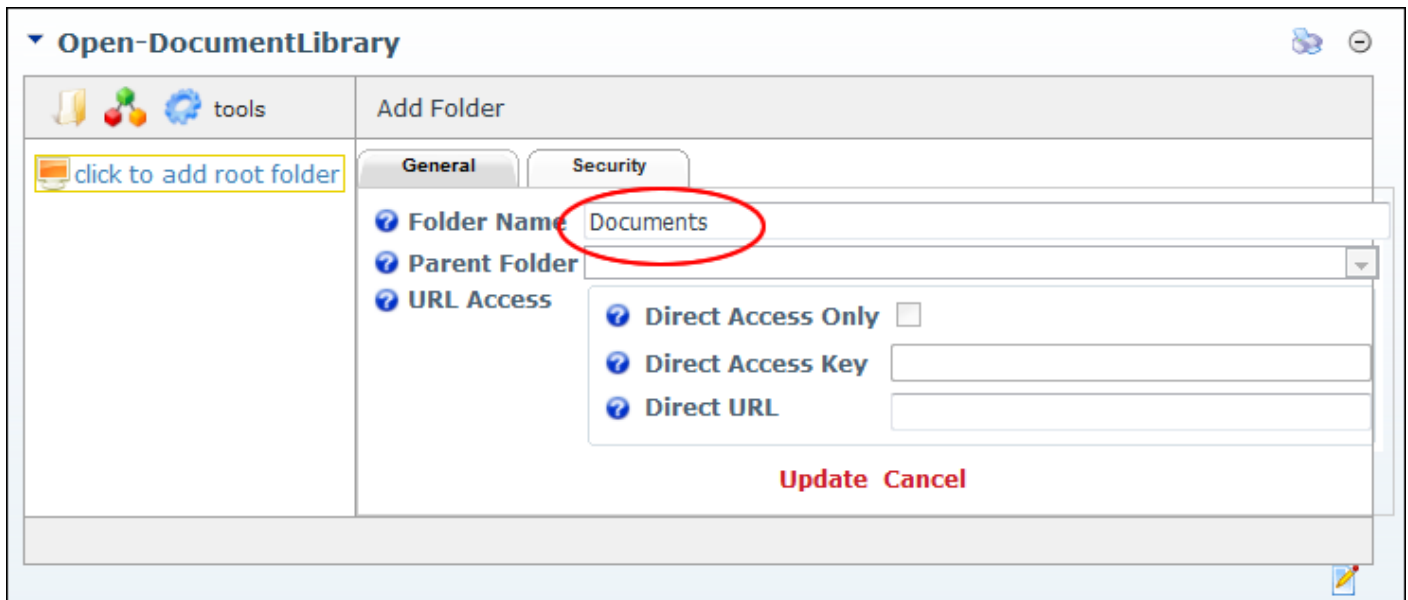 Open-DocumentLibrary
tools
Add Folder
click to add root folder
General
Security
Folder Name
Documents
Parent Folder
URL Access
Direct Access Only
Direct Access Key
Direct URL
Update Cancel